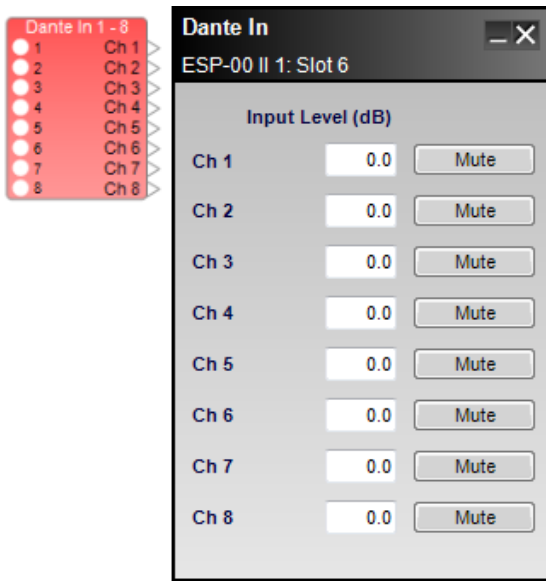 Dante In 1 - 8
1 Ch 1
2 Ch 2
3 Ch 3
4 Ch 4
5 Ch 5
6 Ch 6
7 Ch 7
8 Ch 8
Dante In
ESP-00 II 1: Slot 6
Input Level (dB)
Ch 1 0.0 Mute
Ch 2 0.0 Mute
Ch 3 0.0 Mute
Ch 4 0.0 Mute
Ch 5 0.0 Mute
Ch 6 0.0 Mute
Ch 7 0.0 Mute
Ch 8 0.0 Mute